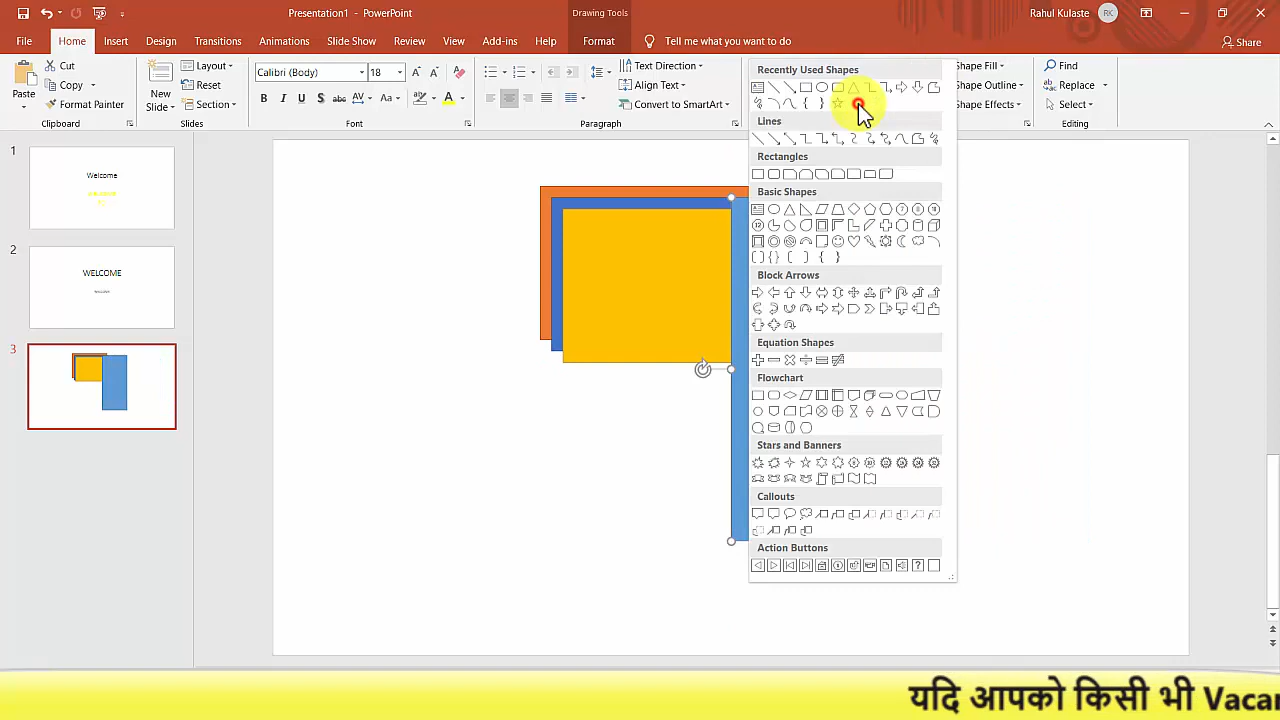 Presentation1 - PowerPoint
Drawing Tools
Rahul Kulaste
RK
File
Home
Insert
Design
Transitions
Animations
Slide Show
Review
View
Add-ins
Help
Format
Tell me what you want to do
Share
Paste
Cut
Copy
Format Painter
Clipboard
New
Slide
Layout
Reset
Section
Slides
Calibri (Body)
18
A
A
B
I
U
S
abc
AV
Aa
A
Font
Text Direction
Align Text
Convert to SmartArt
Paragraph
Recently Used Shapes
Lines
Rectangles
Basic Shapes
Block Arrows
Equation Shapes
Flowchart
Stars and Banners
Callouts
Action Buttons
Shape Fill
Shape Effects
Find
Replace
Select
Editing
1
Welcome
2
WELCOME
3
यदि आपको किसी भी Vacan